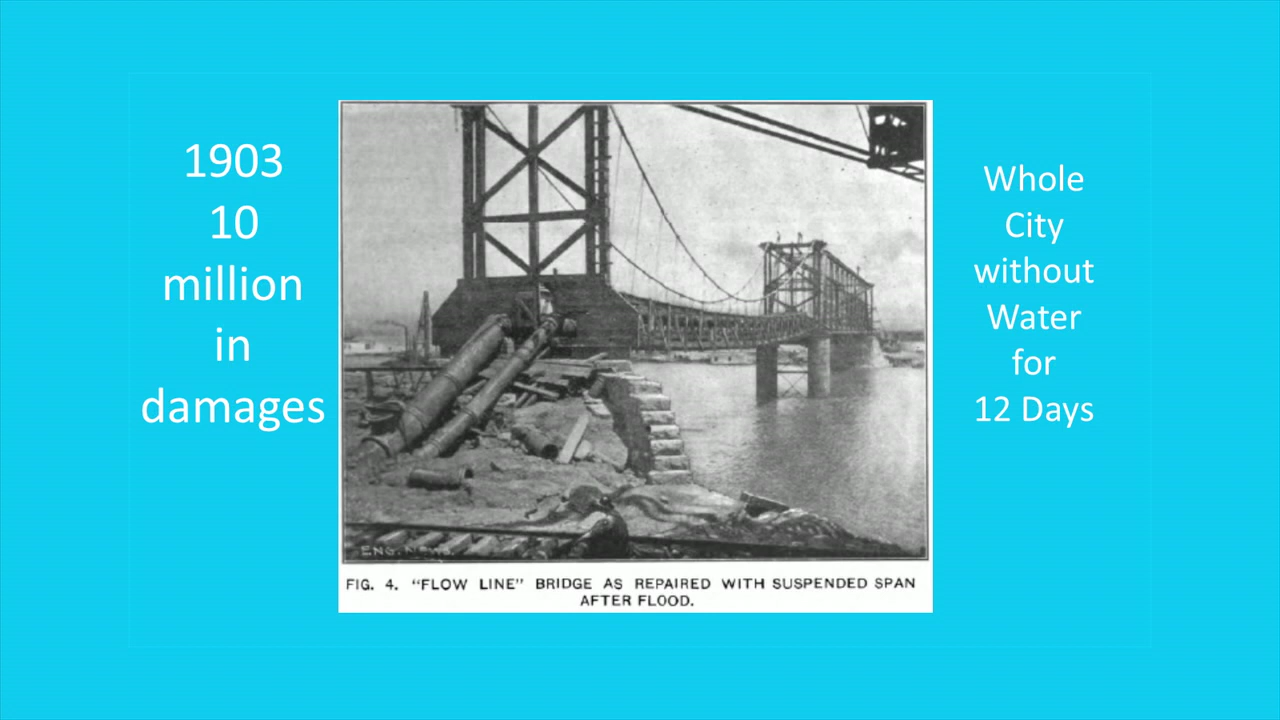 1903
10
million
in
damages
Whole
City
without
Water
for
12 Days
ENG. NEWS.
FIG. 4. "FLOW LINE" BRIDGE AS REPAIRED WITH SUSPENDED SPAN
AFTER FLOOD.